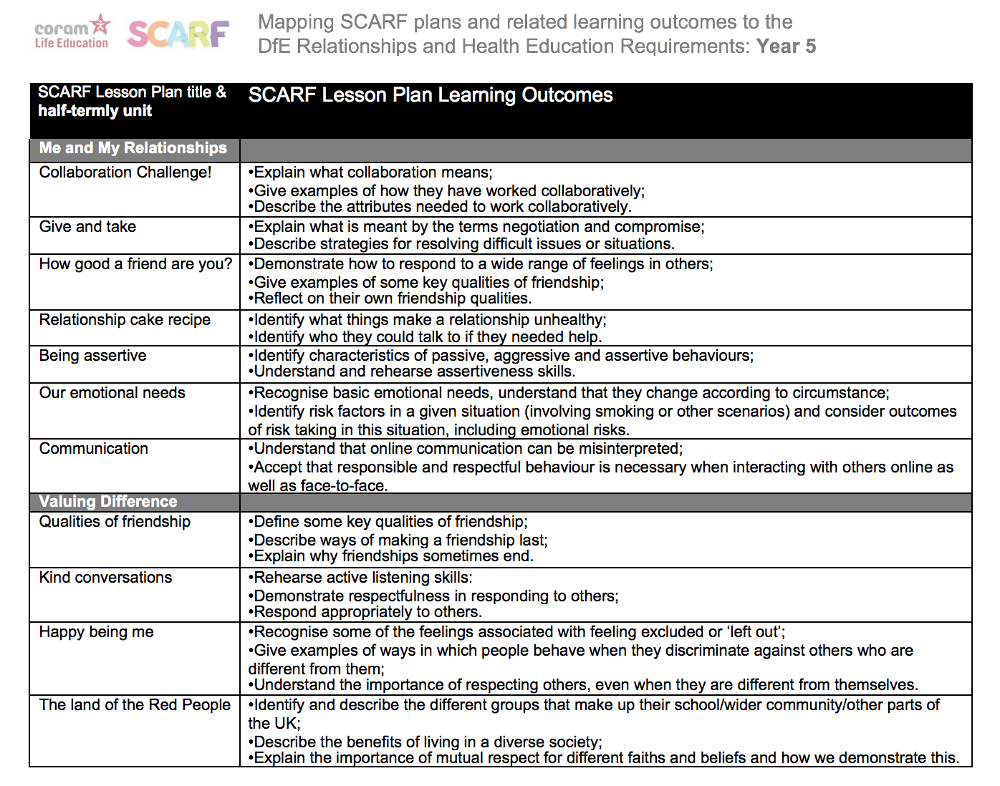 coram
Life Education
SCARF
Mapping SCARF plans and related learning outcomes to the
DfE Relationships and Health Education Requirements: Year 5
SCARF Lesson Plan title &
half-termly unit
SCARF Lesson Plan Learning Outcomes
Me and My Relationships
Collaboration Challenge!
•Explain what collaboration means;
•Give examples of how they have worked collaboratively;
•Describe the attributes needed to work collaboratively.
Give and take
•Explain what is meant by the terms negotiation and compromise;
•Describe strategies for resolving difficult issues or situations.
How good a friend are you?
•Demonstrate how to respond to a wide range of feelings in others;
•Give examples of some key qualities of friendship;
•Reflect on their own friendship qualities.
Relationship cake recipe
•Identify what things make a relationship unhealthy;
•Identify who they could talk to if they needed help.
Being assertive
•Identify characteristics of passive, aggressive and assertive behaviours;
•Understand and rehearse assertiveness skills.
Our emotional needs
•Recognise basic emotional needs, understand that they change according to circumstance;
•Identify risk factors in a given situation (involving smoking or other scenarios) and consider outcomes
of risk taking in this situation, including emotional risks.
Communication
•Understand that online communication can be misinterpreted;
•Accept that responsible and respectful behaviour is necessary when interacting with others online as
well as face-to-face.
Valuing Difference
Qualities of friendship
•Define some key qualities of friendship;
•Describe ways of making a friendship last;
•Explain why friendships sometimes end.
Kind conversations
•Rehearse active listening skills:
•Demonstrate respectfulness in responding to others;
•Respond appropriately to others.
Happy being me
•Recognise some of the feelings associated with feeling excluded or ‘left out’;
•Give examples of ways in which people behave when they discriminate against others who are
different from them;
•Understand the importance of respecting others, even when they are different from themselves.
The land of the Red People
•Identify and describe the different groups that make up their school/wider community/other parts of
the UK;
•Describe the benefits of living in a diverse society;
•Explain the importance of mutual respect for different faiths and beliefs and how we demonstrate this.